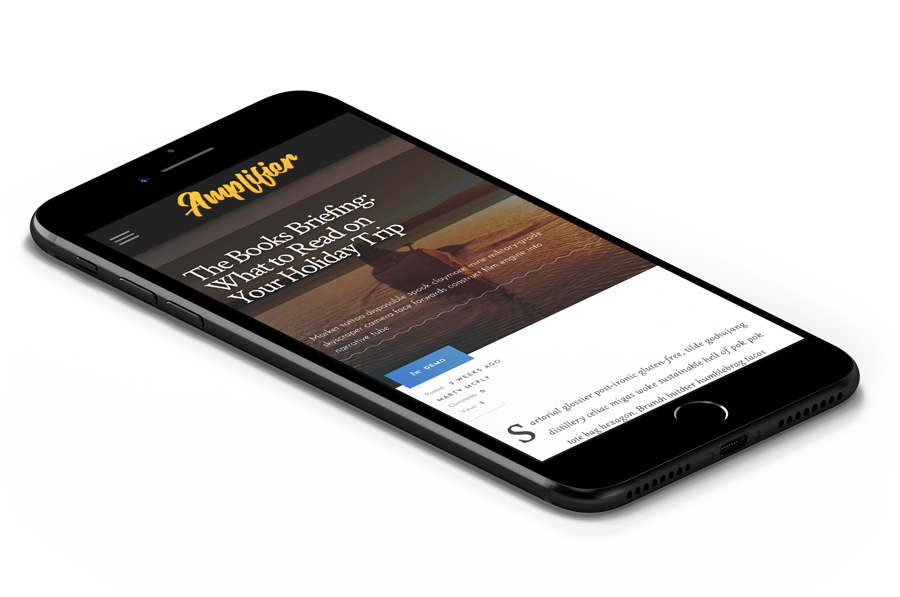 Amplifier
The Books Briefing:
What to Read on
Your Holiday Trip
Market tattoo disposable spook claymore mine military-grade
skyscraper camera face forwards construct film engine into
narrative tube
In DEMO
Posted 2 WEEKS AGO
MARTY MCFLY
Comments 0
Views 5
Sartorial glossier post-ironic gluten-free, tilde gochujang
distillery celiac migas woke sustainable hell of pok pok
tote bag hexagon. Brunch butcher humblebrag tacos